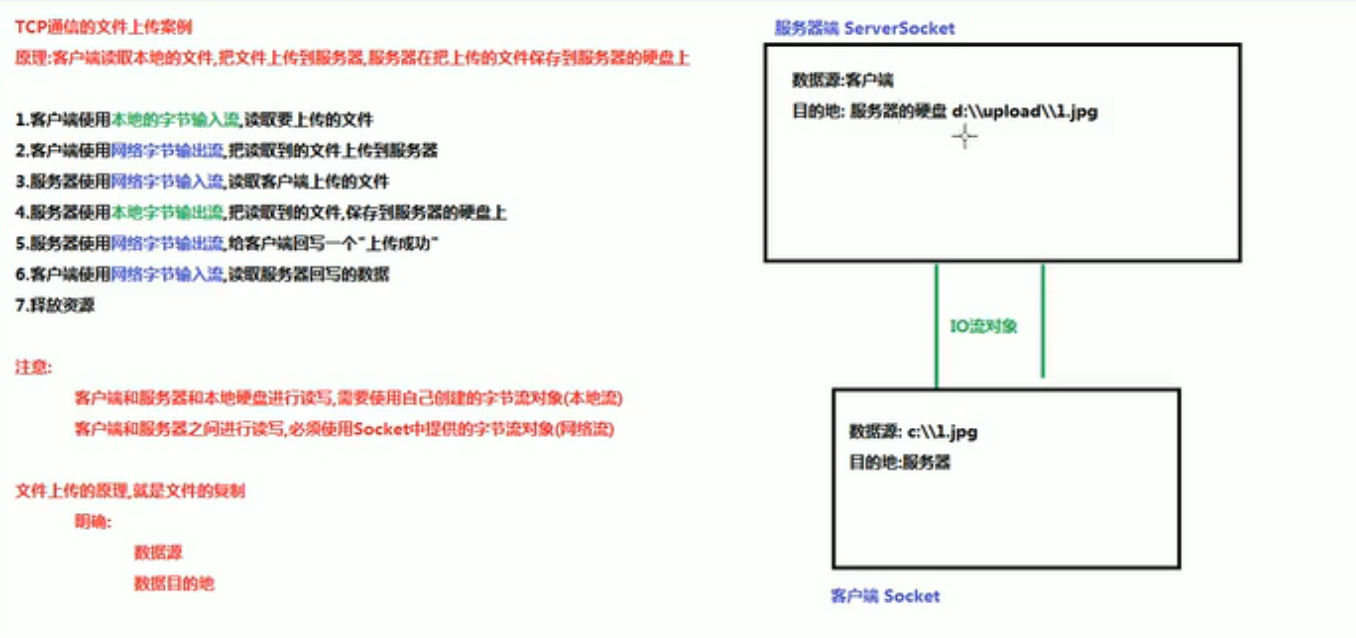 TCP通信的文件上传案例
原理:客户端读取本地的文件,把文件上传到服务器,服务器在把上传的文件保存到服务器的硬盘上
1.客户端使用本地的字节输入流,读取要上传的文件
2.客户端使用网络字节输出流,把读取到的文件上传到服务器
3.服务器使用网络字节输入流,读取客户端上传的文件
4.服务器使用本地字节输出流,把读取到的文件,保存到服务器的硬盘上
5.服务器使用网络字节输出流,给客户端回写一个"上传成功"
6.客户端使用网络字节输入流,读取服务器回写的数据
7.释放资源
注意:
客户端和服务器和本地硬盘进行读写,需要使用自己创建的字节流对象(本地流)
客户端和服务器之间进行读写,必须使用Socket中提供的字节流对象(网络流)
文件上传的原理,就是文件的复制
明确:
数据源
数据目的地
服务器端 ServerSocket
数据源:客户端
目的地: 服务器的硬盘 d:\\upload\\1.jpg
IO流对象
数据源: c:\\1.jpg
目的地:服务器
客户端 Socket